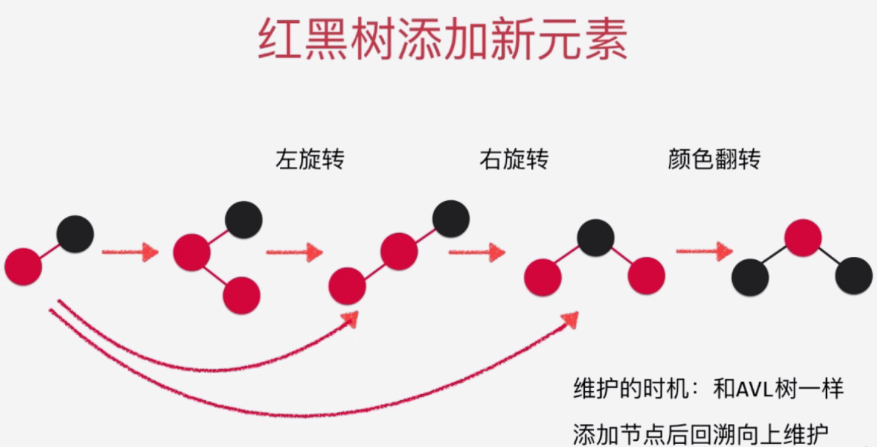 红黑树添加新元素
左旋转
右旋转
颜色翻转
维护的时机：和AVL树一样
添加节点后回溯向上维护